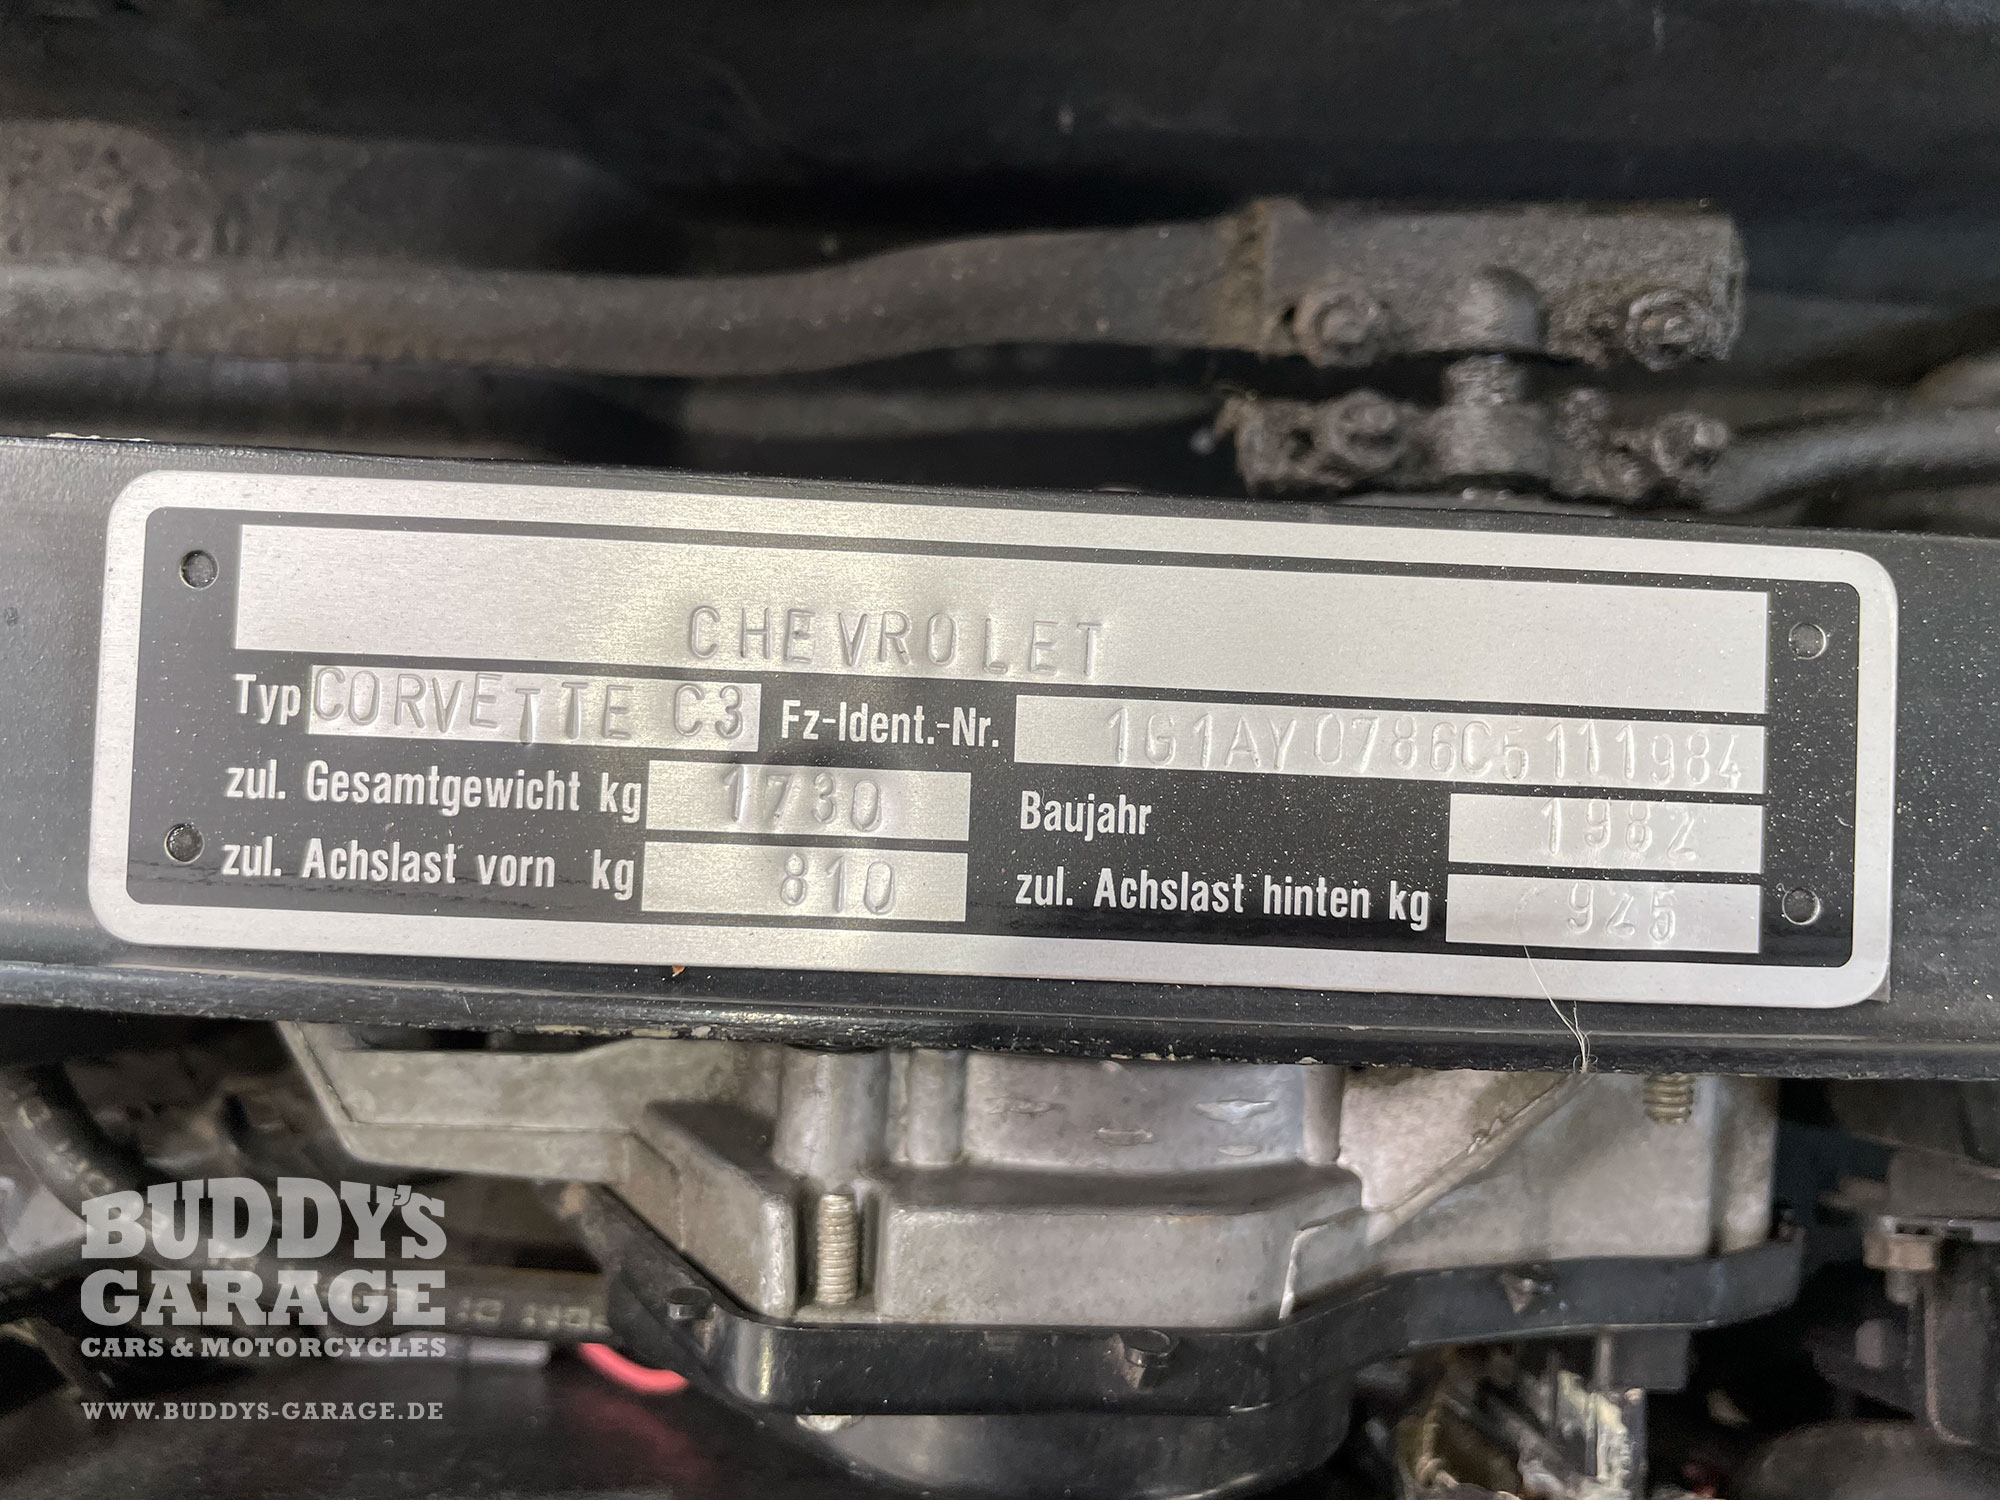 CHEVROLET
Typ CORVETTE C3 Fz-Ident.-Nr. 1G1AY0786C5111984
zul. Gesamtgewicht kg 1730 Baujahr 1982
zul. Achslast vorn kg 810 zul. Achslast hinten kg 925
BUDDY'S
GARAGE
CARS & MOTORCYCLES
WWW.BUDDYS-GARAGE.DE